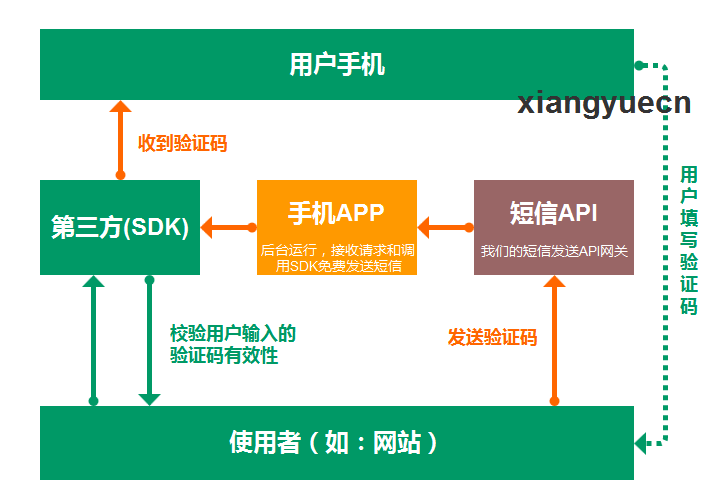 用户手机
xiangyuecn
收到验证码
第三方(SDK)
手机APP
后台运行，接收请求和调
用SDK免费发送短信
短信API
我们的短信发送API网关
用户填写验证码
校验用户输入的
验证码有效性
发送验证码
使用者（如：网站）